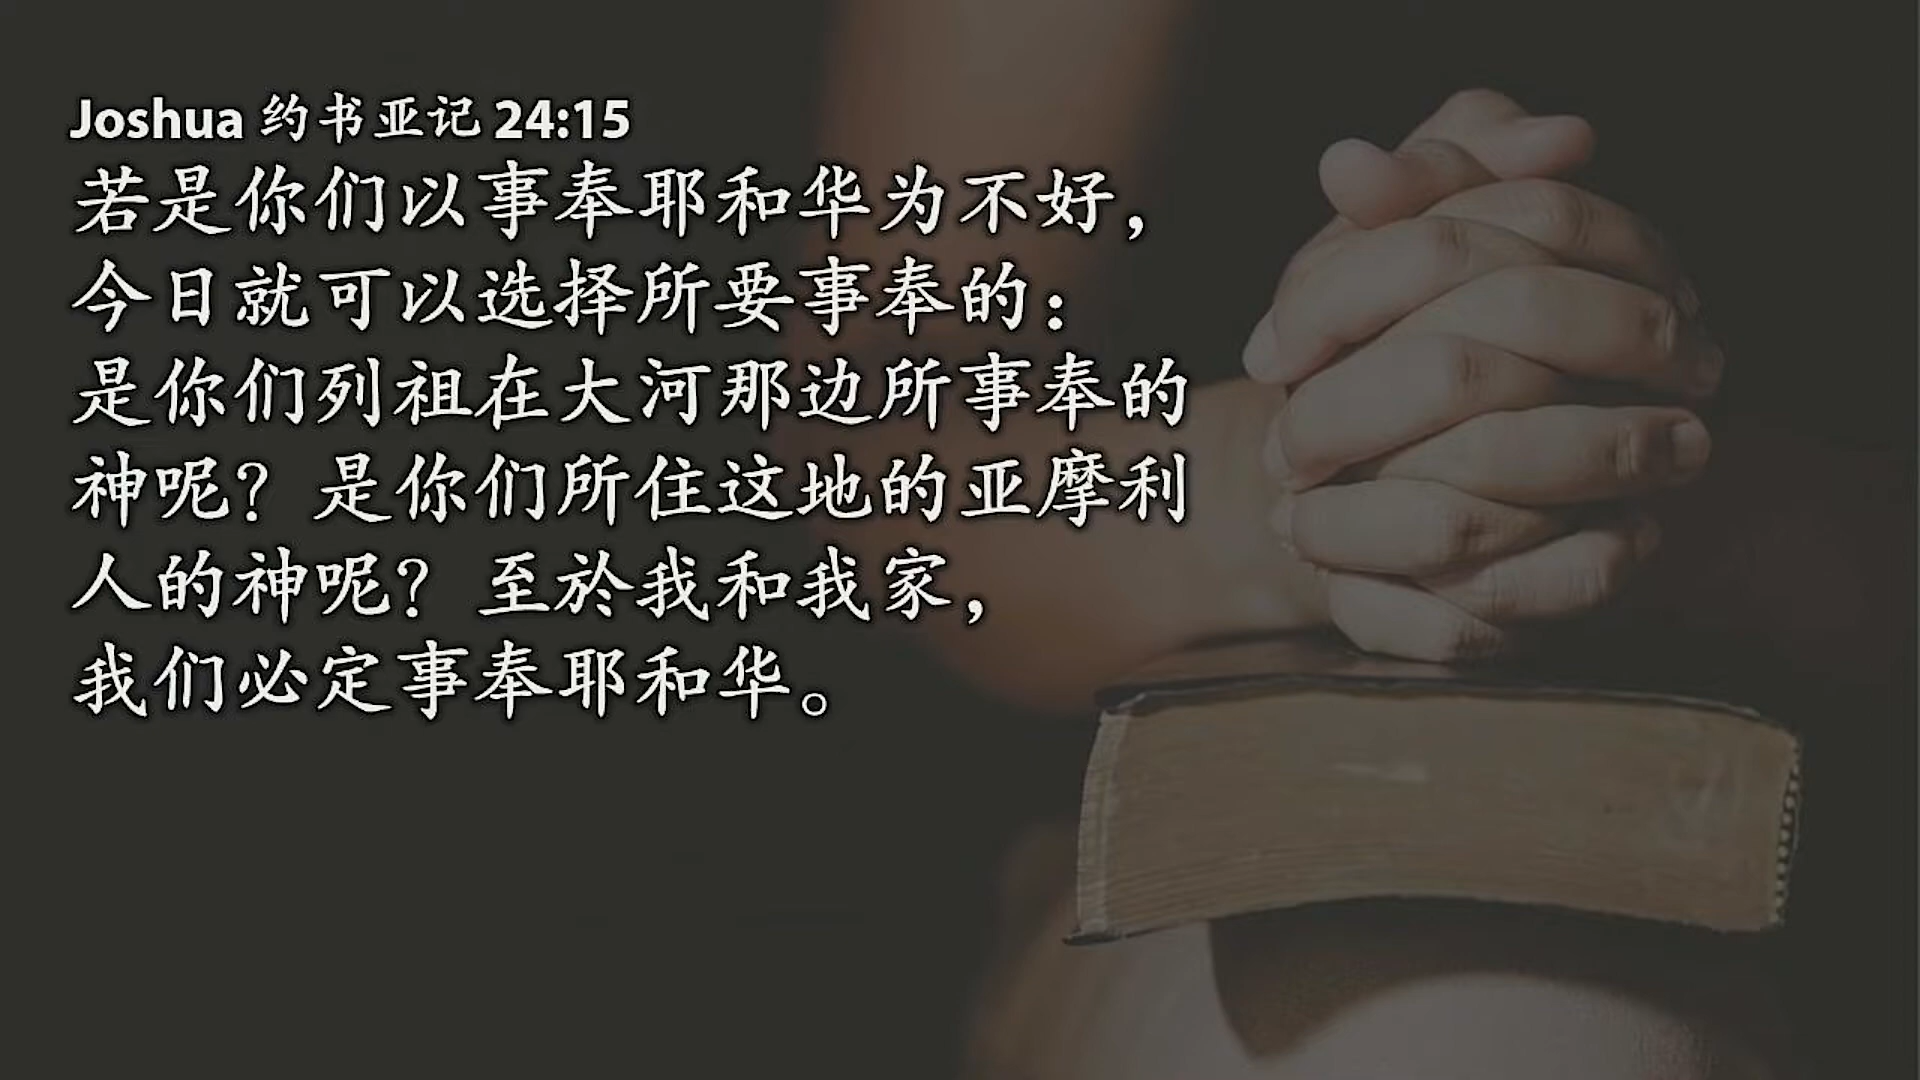 Joshua 约书亚记 24:15
若是你们以事奉耶和华为不好，
今日就可以选择所要事奉的：
是你们列祖在大河那边所事奉的
神呢？是你们所住这地的亚摩利
人的神呢？至於我和我家，
我们必定事奉耶和华。